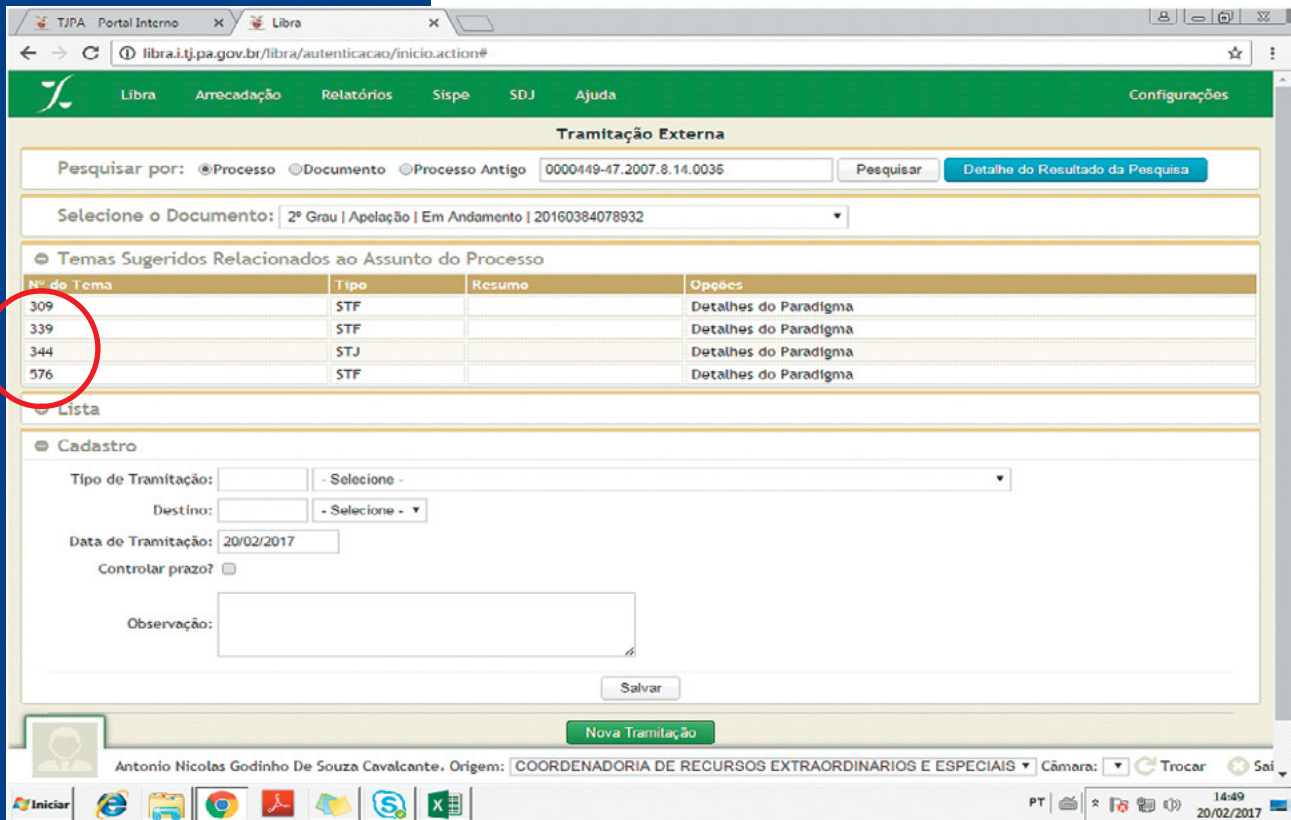 TJPA Portal Interno
Libra
libra.i.tj.pa.gov.br/libra/autenticacao/inicio.action#
Libra Arrecadação Relatórios Sispe SDJ Ajuda Configurações
Tramitação Externa
Pesquisar por: Processo Documento Processo Antigo 0000449-47.2007.8.14.0035 Pesquisar Detalhe do Resultado da Pesquisa
Selecione o Documento: 2º Grau | Apelação | Em Andamento | 20160384078932
Temas Sugeridos Relacionados ao Assunto do Processo
Nº do Tema Tipo Resumo Opções
309 STF Detalhes do Paradigma
339 STF Detalhes do Paradigma
344 STJ Detalhes do Paradigma
576 STF Detalhes do Paradigma
Lista
Cadastro
Tipo de Tramitação: - Selecione -
Destino: - Selecione -
Data de Tramitação: 20/02/2017
Controlar prazo?
Observação:
Salvar
Nova Tramitação
Antonio Nicolas Godinho De Souza Cavalcante. Origem: COORDENADORIA DE RECURSOS EXTRAORDINARIOS E ESPECIAIS Câmara: Trocar Sai
Iniciar PT 14:49
20/02/2017